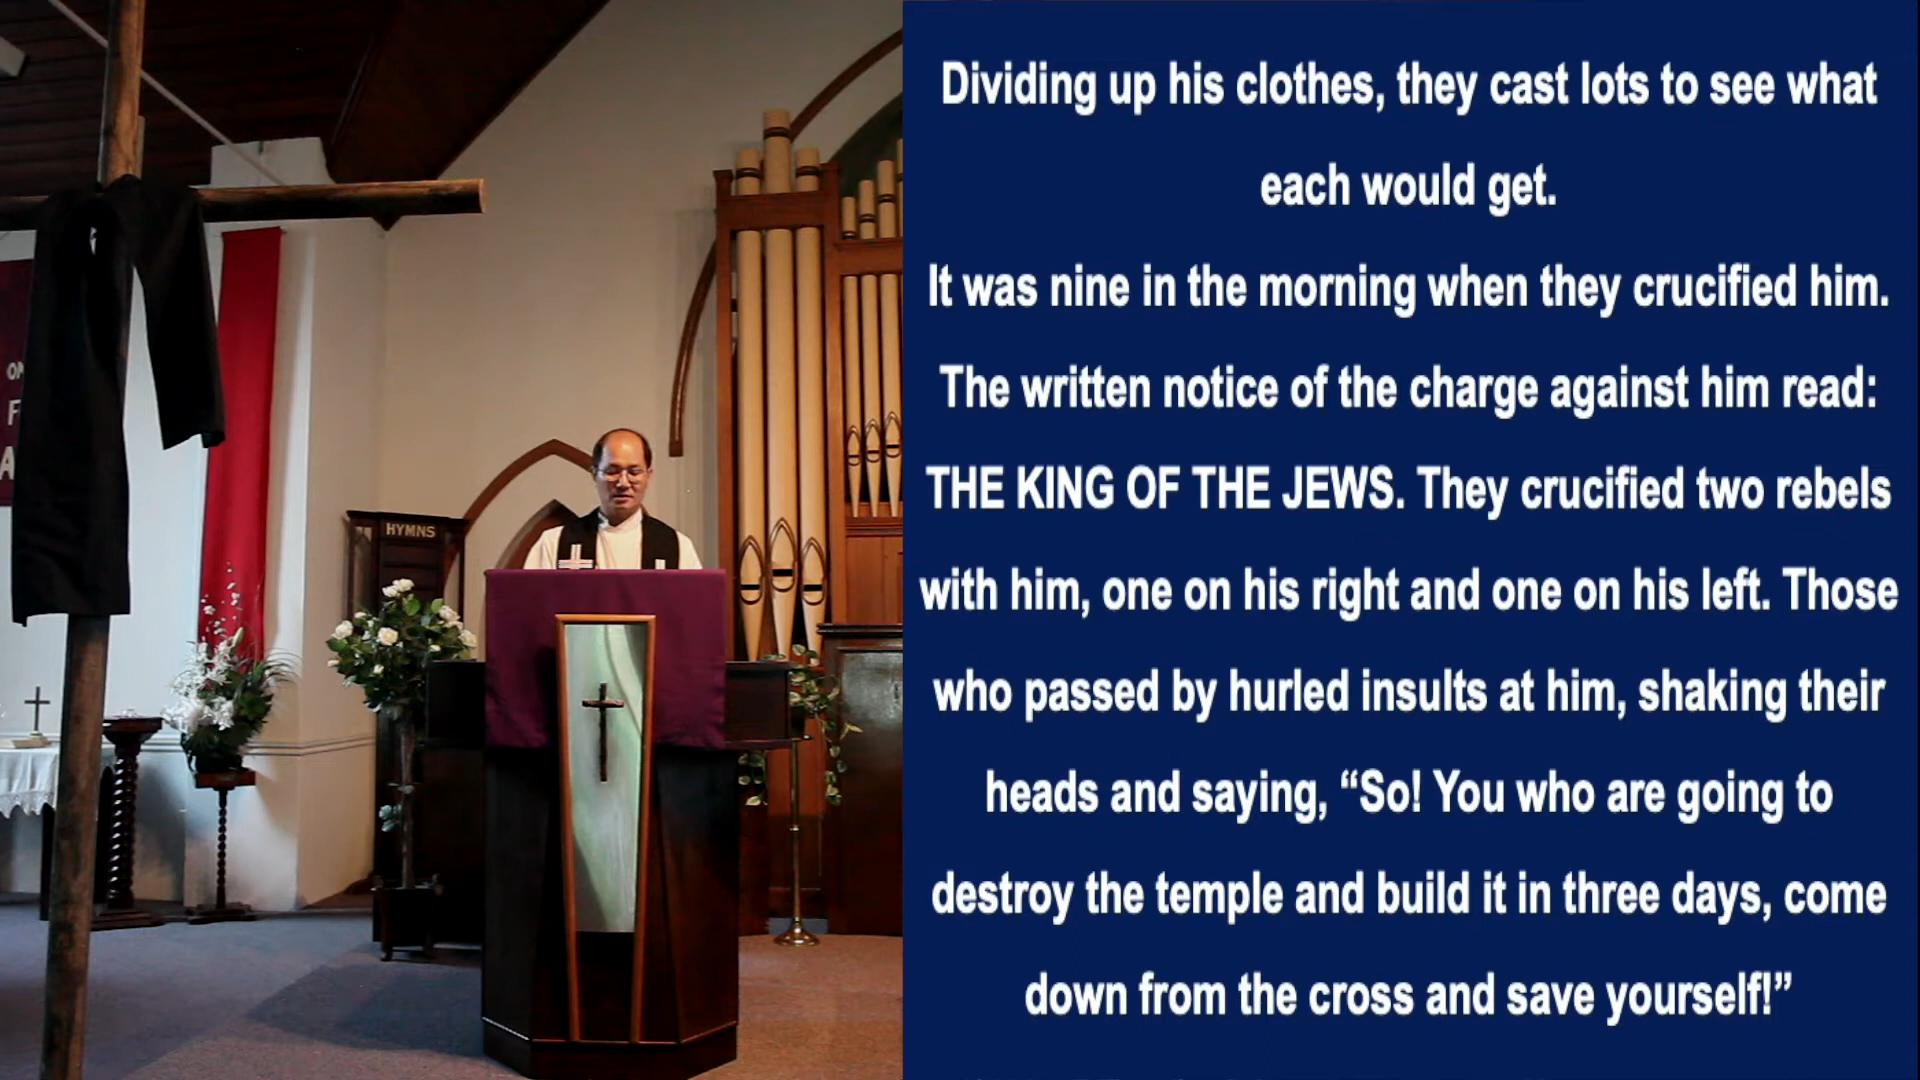 ON
F
A
HYMNS
Dividing up his clothes, they cast lots to see what
each would get.
It was nine in the morning when they crucified him.
The written notice of the charge against him read:
THE KING OF THE JEWS. They crucified two rebels
with him, one on his right and one on his left. Those
who passed by hurled insults at him, shaking their
heads and saying, “So! You who are going to
destroy the temple and build it in three days, come
down from the cross and save yourself!”